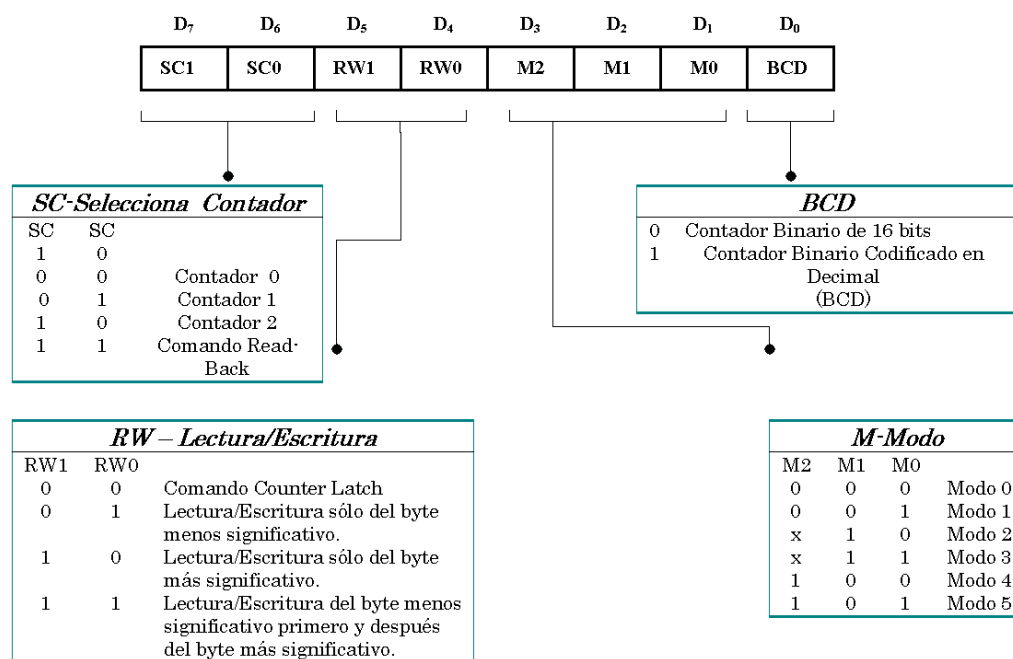 D7 D6 D5 D4 D3 D2 D1 D0
SC1 SC0 RW1 RW0 M2 M1 M0 BCD
SC-Selecciona Contador
SC SC
1 0
0 0 Contador 0
0 1 Contador 1
1 0 Contador 2
1 1 Comando Read-
Back
BCD
0 Contador Binario de 16 bits
1 Contador Binario Codificado en
Decimal
(BCD)
RW – Lectura/Escritura
RW1 RW0
0 0 Comando Counter Latch
0 1 Lectura/Escritura sólo del byte
menos significativo.
1 0 Lectura/Escritura sólo del byte
más significativo.
1 1 Lectura/Escritura del byte menos
significativo primero y después
del byte más significativo.
M-Modo
M2 M1 M0
0 0 0 Modo 0
0 0 1 Modo 1
x 1 0 Modo 2
x 1 1 Modo 3
1 0 0 Modo 4
1 0 1 Modo 5